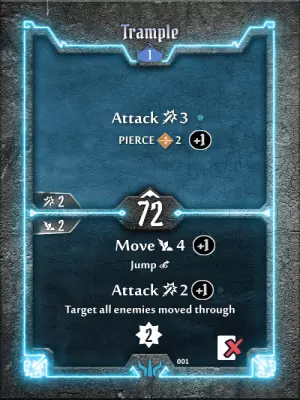 Trample
1
Attack 3
PIERCE 2 +1
2
72
2
Move 4 +1
Jump
Attack 2 +1
Target all enemies moved through
2
001